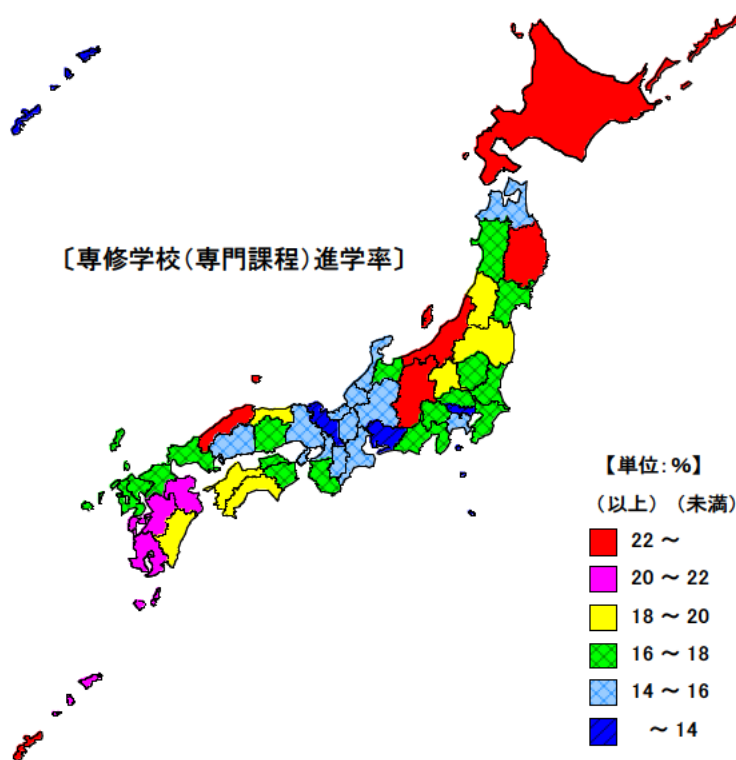 〔専修学校(専門課程)進学率〕
【単位:%】
(以上) (未満)
22 ~
20 ~ 22
18 ~ 20
16 ~ 18
14 ~ 16
~ 14